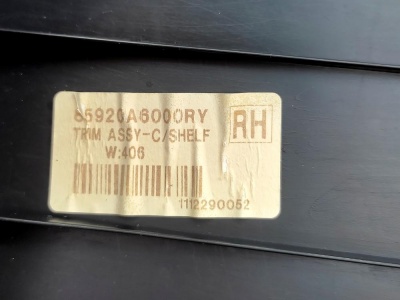 85920A6000RY
TRIM ASSY-C/SHELF
RH
W:406
1112290052